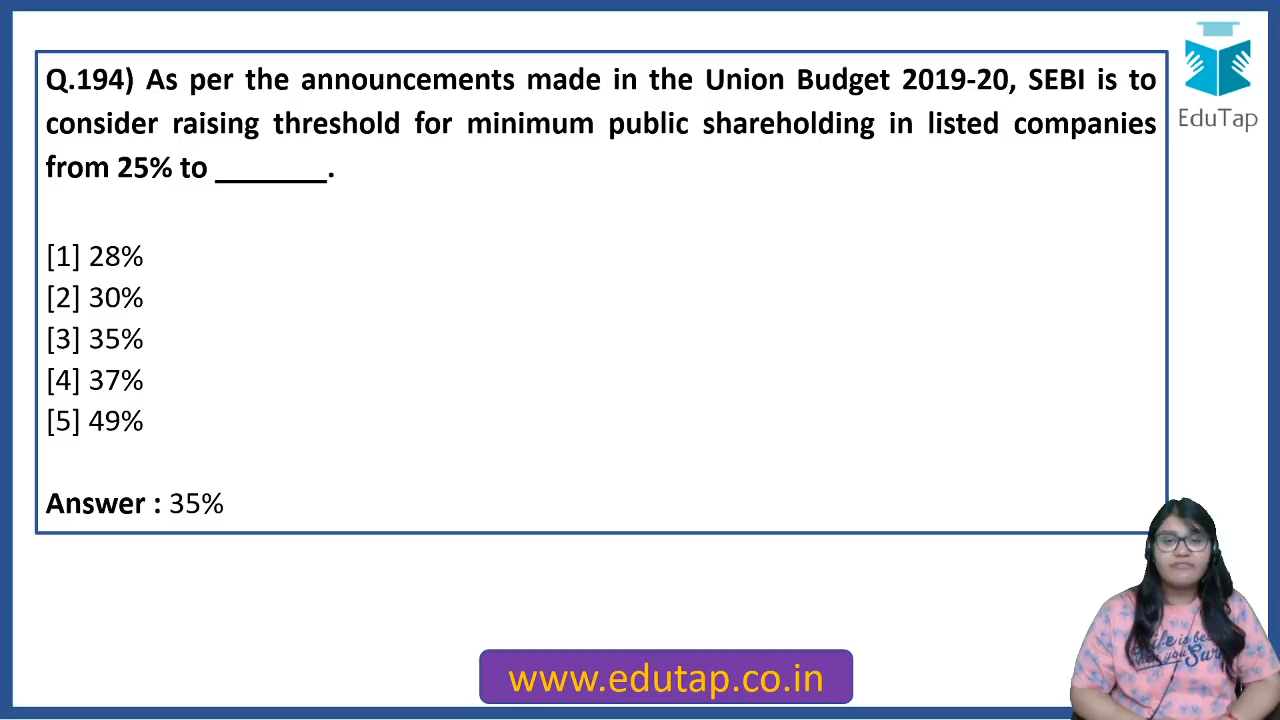 Q.194) As per the announcements made in the Union Budget 2019-20, SEBI is to
consider raising threshold for minimum public shareholding in listed companies
from 25% to _______.
[1] 28%
[2] 30%
[3] 35%
[4] 37%
[5] 49%
Answer : 35%
EduTap
www.edutap.co.in